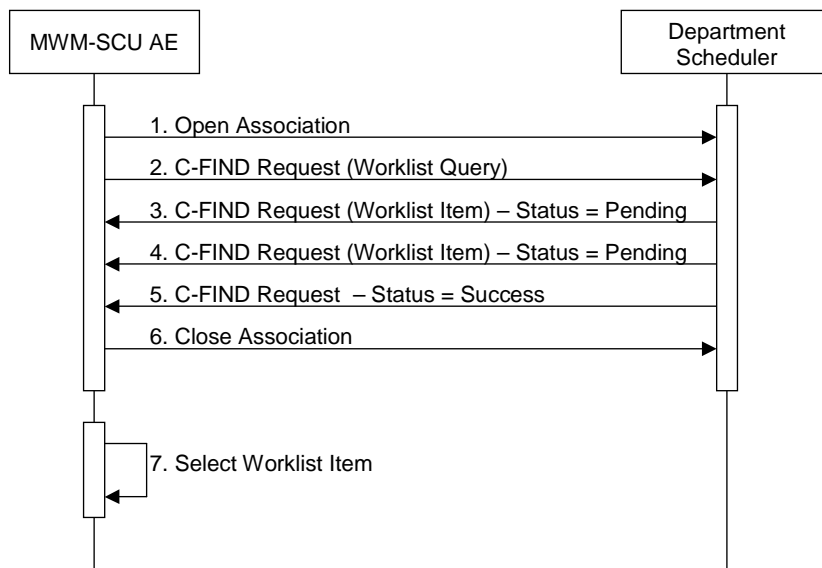 MWM-SCU AE
Department
Scheduler
1. Open Association
2. C-FIND Request (Worklist Query)
3. C-FIND Request (Worklist Item) – Status = Pending
4. C-FIND Request (Worklist Item) – Status = Pending
5. C-FIND Request – Status = Success
6. Close Association
7. Select Worklist Item